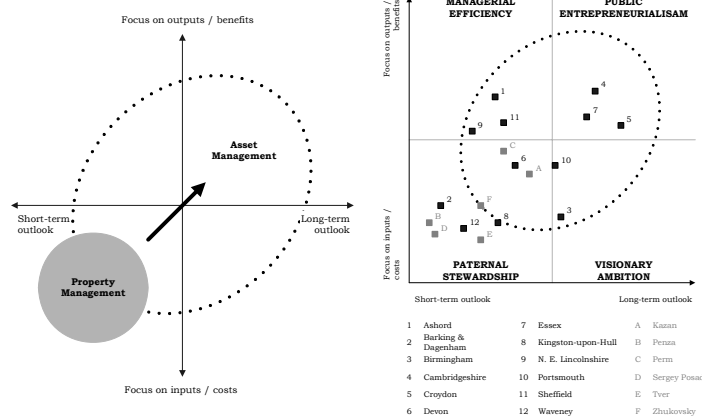 Focus on outputs / benefits
Asset
Management
Short-term
outlook
Long-term
outlook
Property
Management
Focus on inputs / costs
MANAGERIAL
EFFICIENCY
PUBLIC
ENTREPRENEURIALISAM
Focus on outputs /
benefits
1
4
7
5
11
9
C
6
A
10
2
F
B
D
12
8
E
3
Focus on inputs /
costs
PATERNAL
STEWARDSHIP
VISIONARY
AMBITION
Short-term outlook
Long-term outlook
1 Ashord 7 Essex A Kazan
2 Barking &
Dagenham 8 Kingston-upon-Hull B Penza
3 Birmingham 9 N. E. Lincolnshire C Perm
4 Cambridgeshire 10 Portsmouth D Sergey Posad
5 Croydon 11 Sheffield E Tver
6 Devon 12 Waveney F Zhukovsky